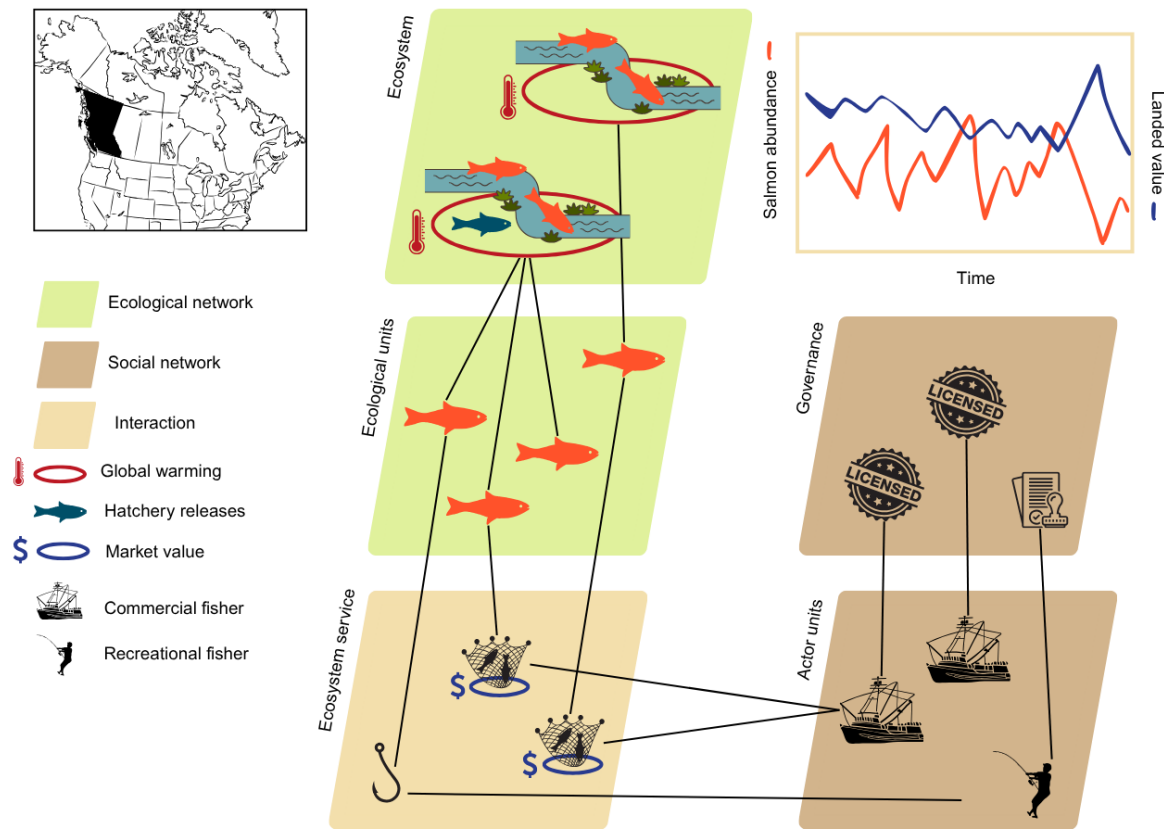 Ecosystem
Salmon abundance
Landed value
Time
Ecological network
Social network
Interaction
Global warming
Hatchery releases
$
Market value
Commercial fisher
Recreational fisher
Ecological units
Governance
LICENSED
LICENSED
Ecosystem service
$
$
Actor units